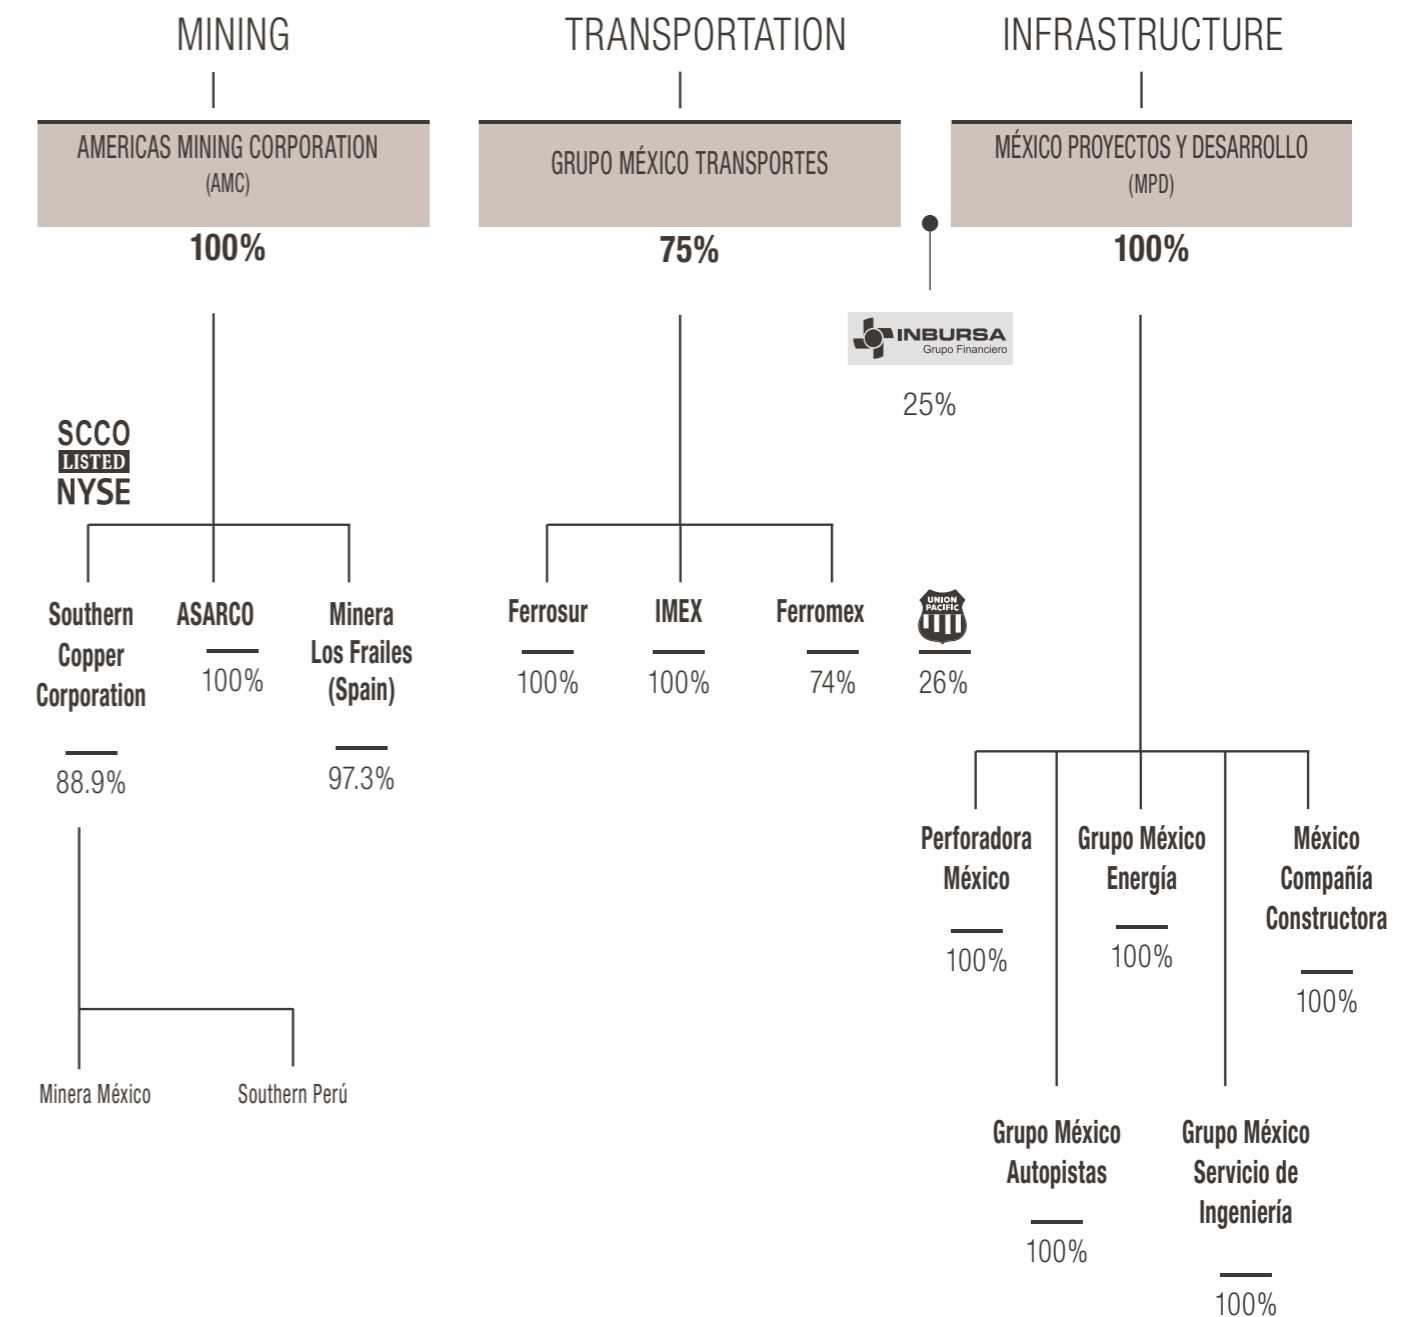 MINING
AMERICAS MINING CORPORATION
(AMC)
100%
SCCO
LISTED
NYSE
Southern
Copper
Corporation
88.9%
ASARCO
100%
Minera
Los Frailes
(Spain)
97.3%
Minera México
Southern Perú
TRANSPORTATION
GRUPO MÉXICO TRANSPORTES
75%
INBURSA
Grupo Financiero
25%
Ferrosur
100%
IMEX
100%
Ferromex
74%
UNION
PACIFIC
26%
INFRASTRUCTURE
MÉXICO PROYECTOS Y DESARROLLO
(MPD)
100%
Perforadora
México
100%
Grupo México
Energía
100%
México
Compañía
Constructora
100%
Grupo México
Autopistas
100%
Grupo México
Servicio de
Ingeniería
100%